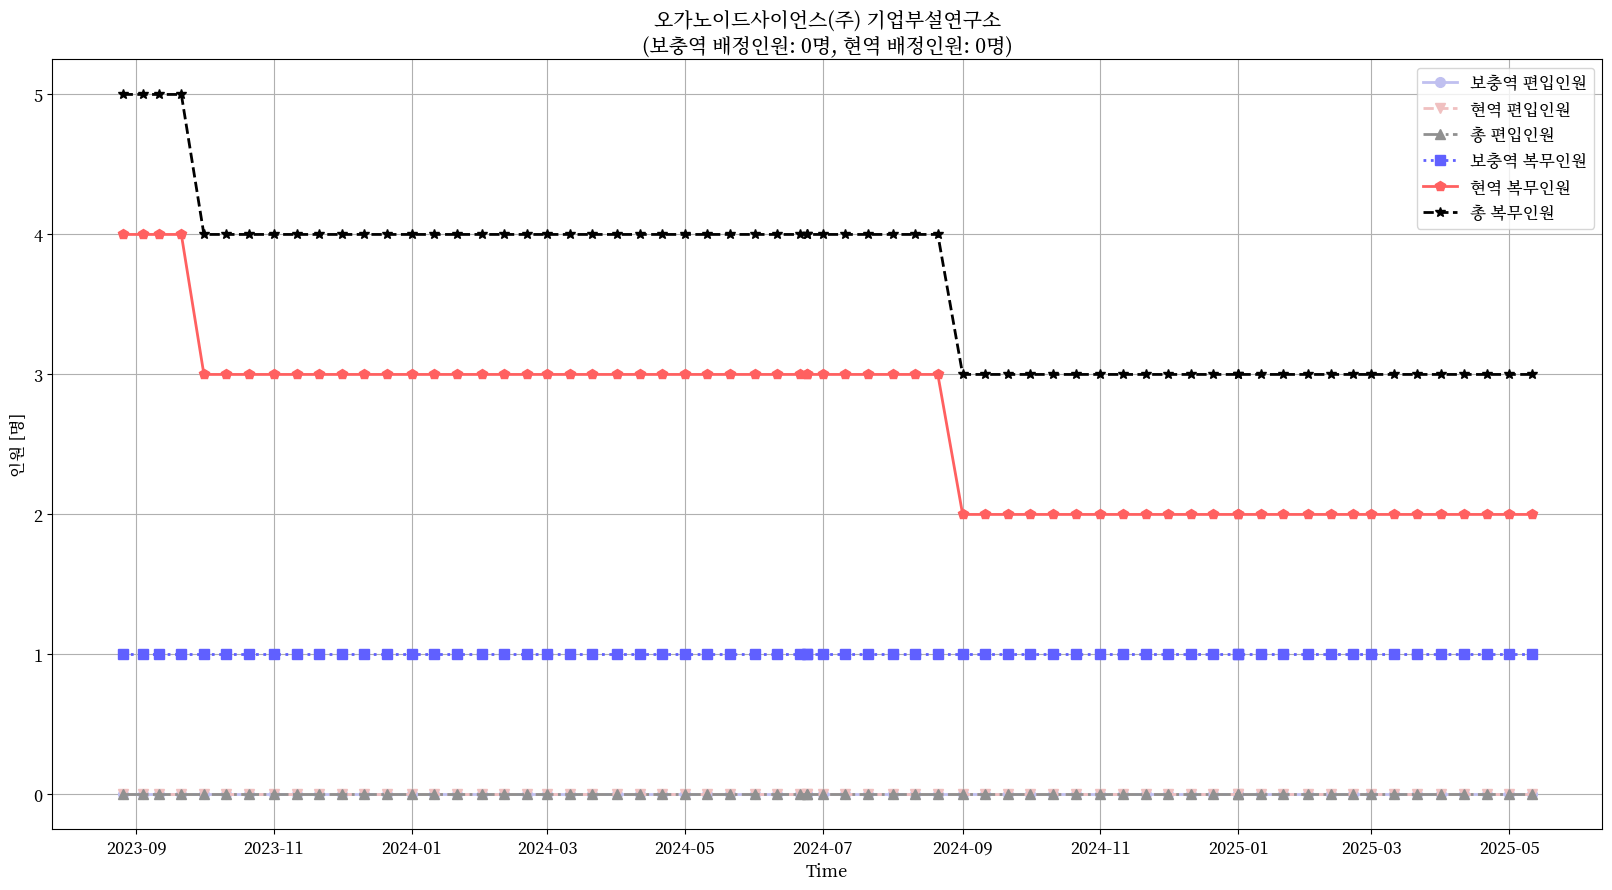 오가노이드사이언스(주) 기업부설연구소
(보충역 배정인원: 0명, 현역 배정인원: 0명)
보충역 편입인원
현역 편입인원
총 편입인원
보충역 복무인원
현역 복무인원
총 복무인원
인원 [명]
5
4
3
2
1
0
2023-09
2023-11
2024-01
2024-03
2024-05
2024-07
2024-09
2024-11
2025-01
2025-03
2025-05
Time